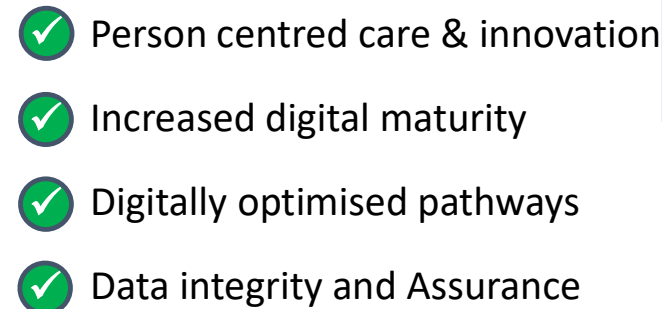 Person centred care & innovation
Increased digital maturity
Digitally optimised pathways
Data integrity and Assurance